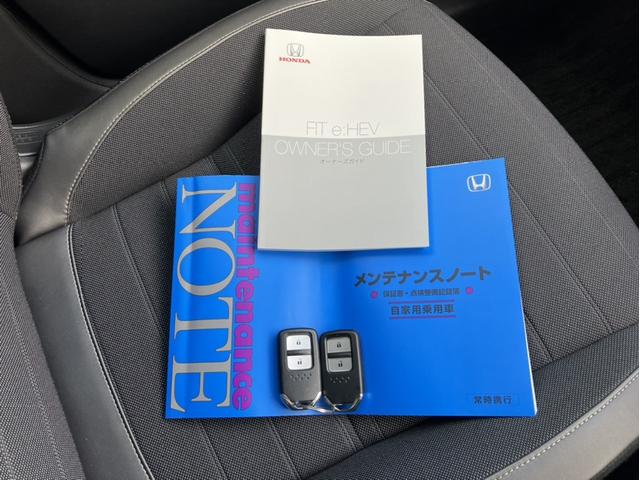 HONDA
FIT e:HEV
OWNER'S GUIDE
オーナーズガイド
maintenance
NOTE
メンテナンスノート
保証書・点検整備記録簿
自家用乗用車
常時携行